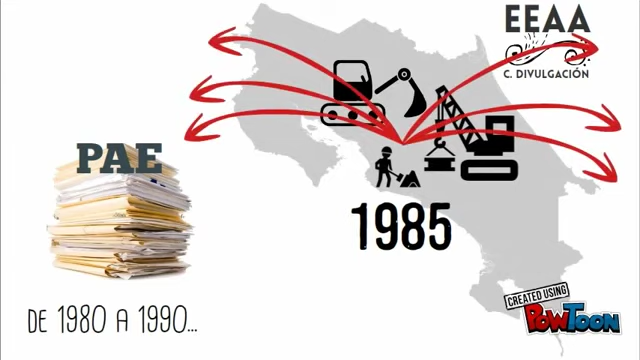 EEAA
C. DIVULGACIÓN
PAE
1985
DE 1980 A 1990...
CREATED USING
POWTOON